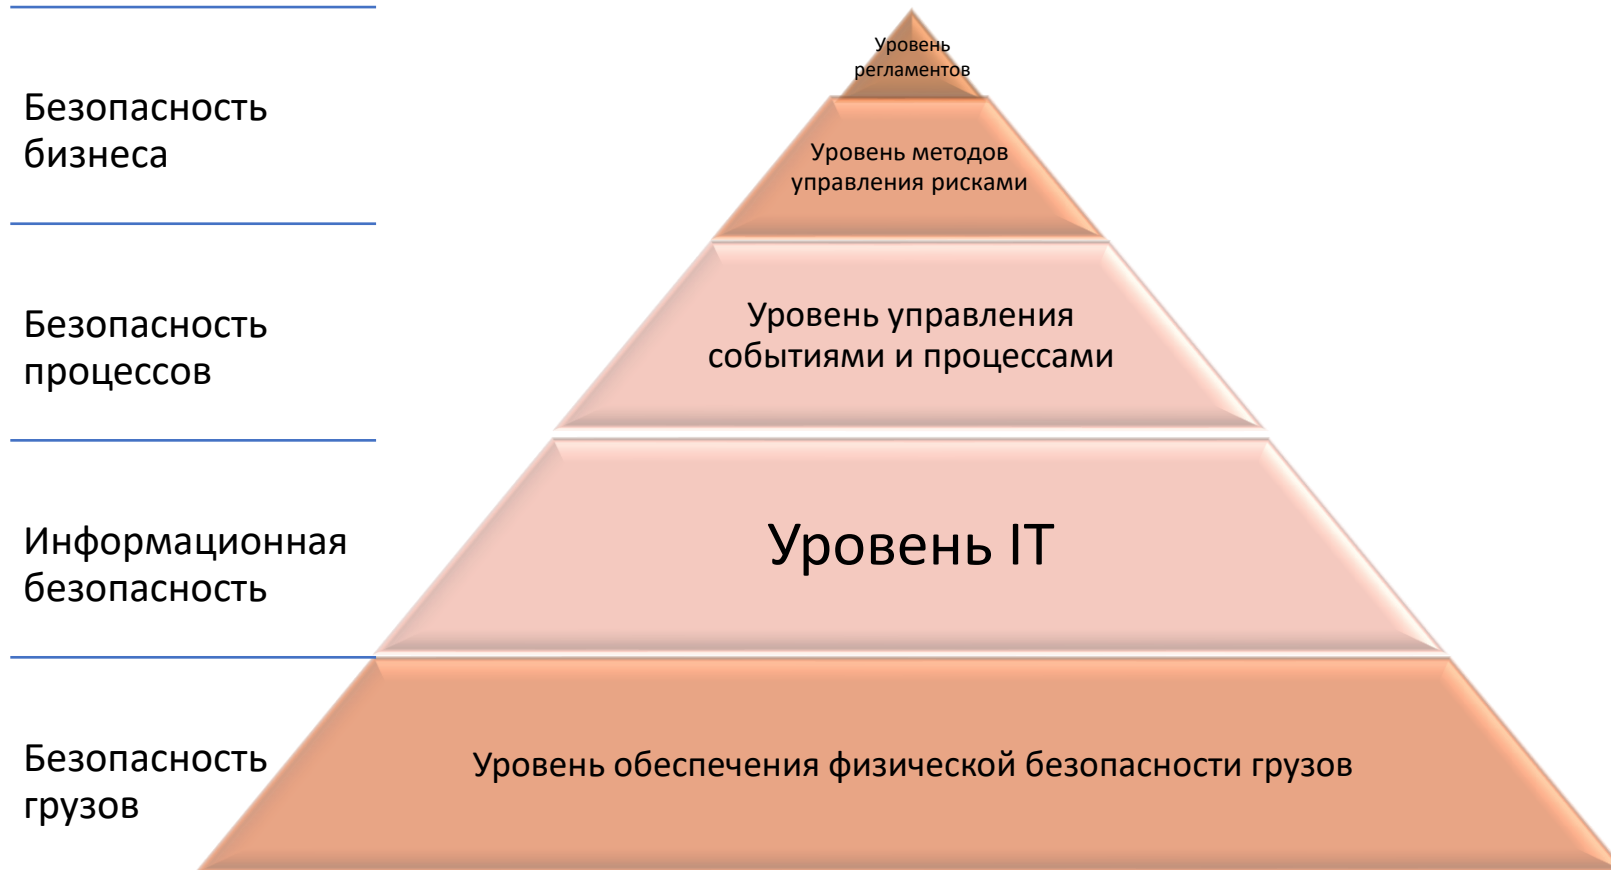 Уровень
регламентов
Безопасность
бизнеса
Уровень методов
управления рисками
Безопасность
процессов
Уровень управления
событиями и процессами
Информационная
безопасность
Уровень IT
Безопасность
грузов
Уровень обеспечения физической безопасности грузов